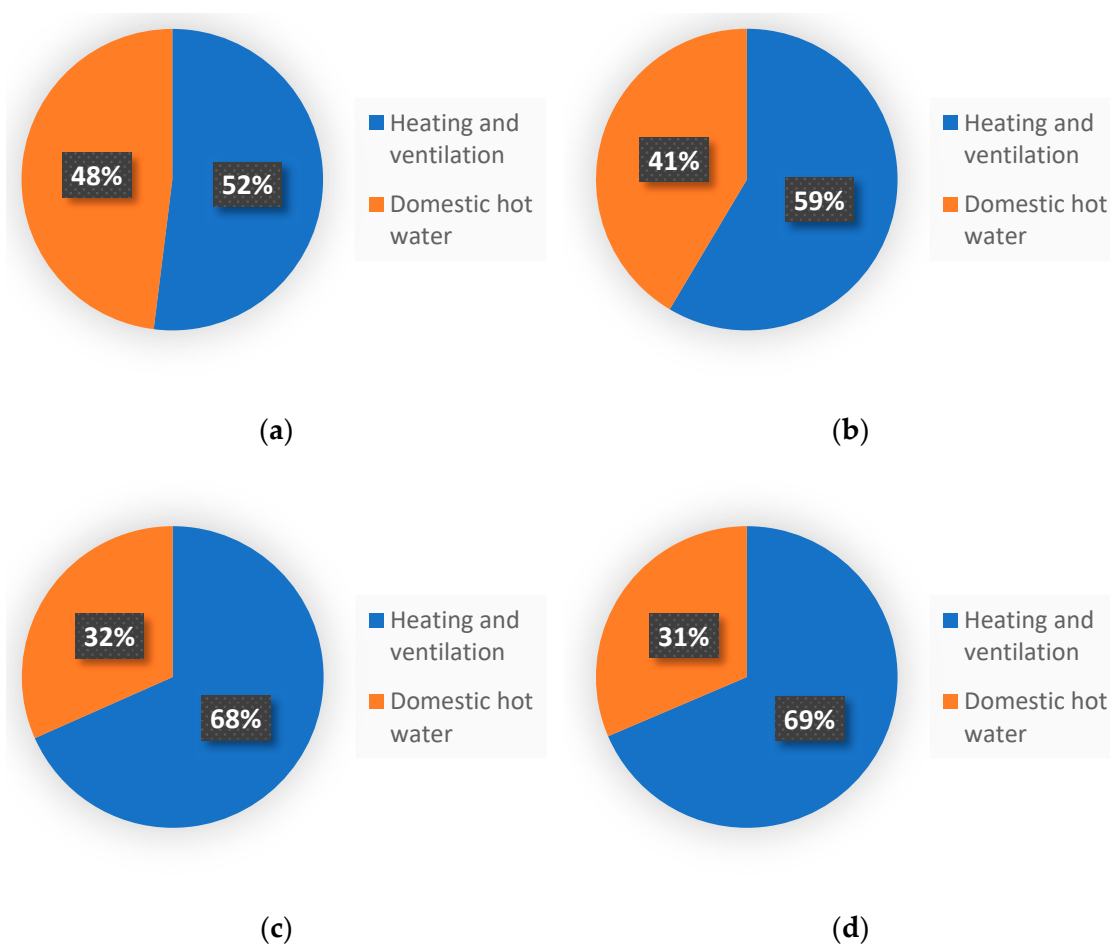 48%
52%
Heating and
ventilation
Domestic hot
water
(a)
41%
59%
Heating and
ventilation
Domestic hot
water
(b)
32%
68%
Heating and
ventilation
Domestic hot
water
(c)
31%
69%
Heating and
ventilation
Domestic hot
water
(d)